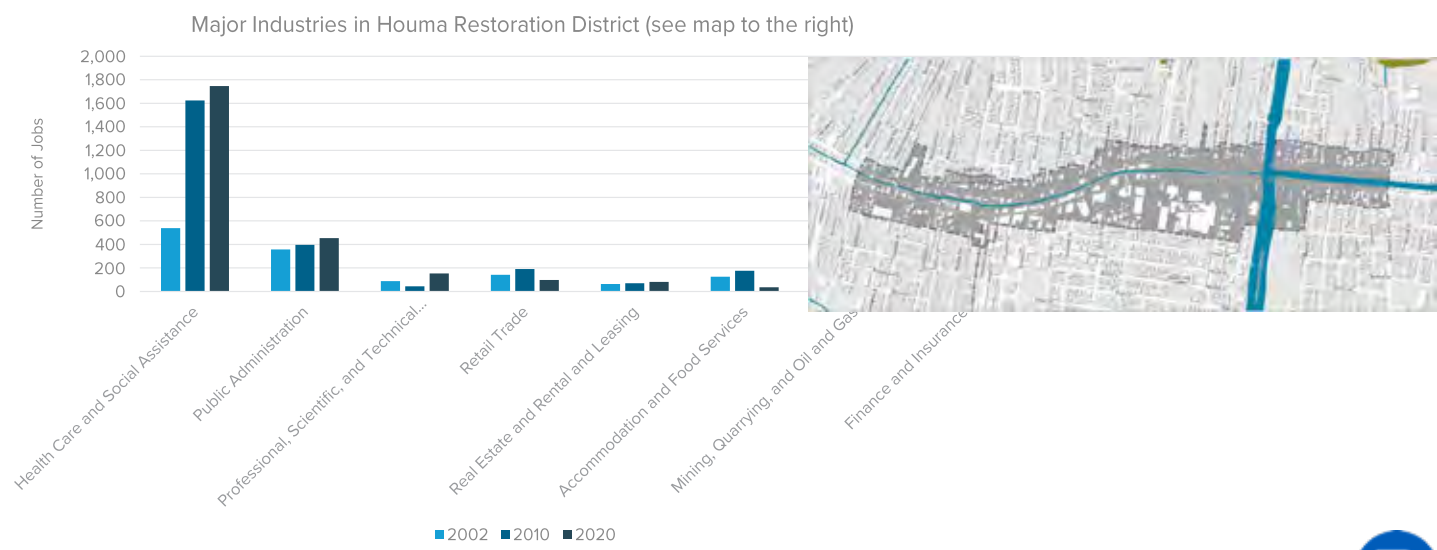 Major Industries in Houma Restoration District (see map to the right)
Number of Jobs
2,000
1,800
1,600
1,400
1,200
1,000
800
600
400
200
0
Health Care and Social Assistance
Public Administration
Professional, Scientific, and Technical...
Retail Trade
Real Estate and Rental and Leasing
Accommodation and Food Services
Mining, Quarrying, and Oil and Gas
Finance and Insurance
2002 2010 2020